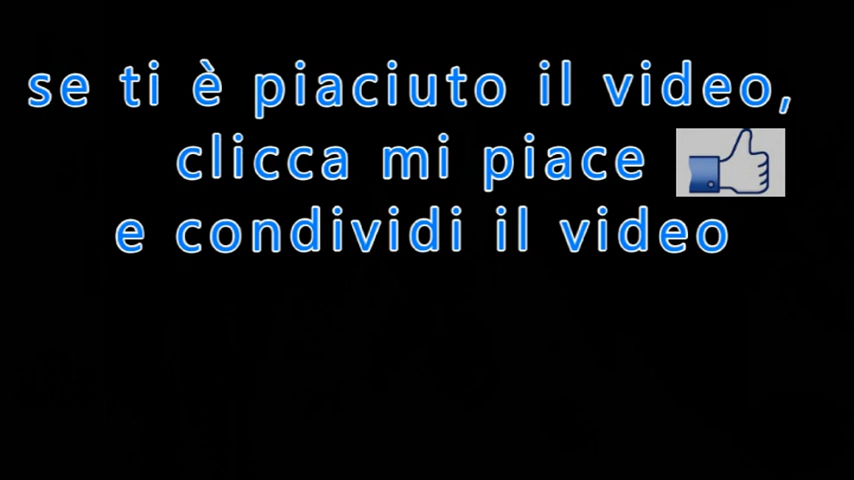 se ti è piaciuto il video,
clicca mi piace
e condividi il video